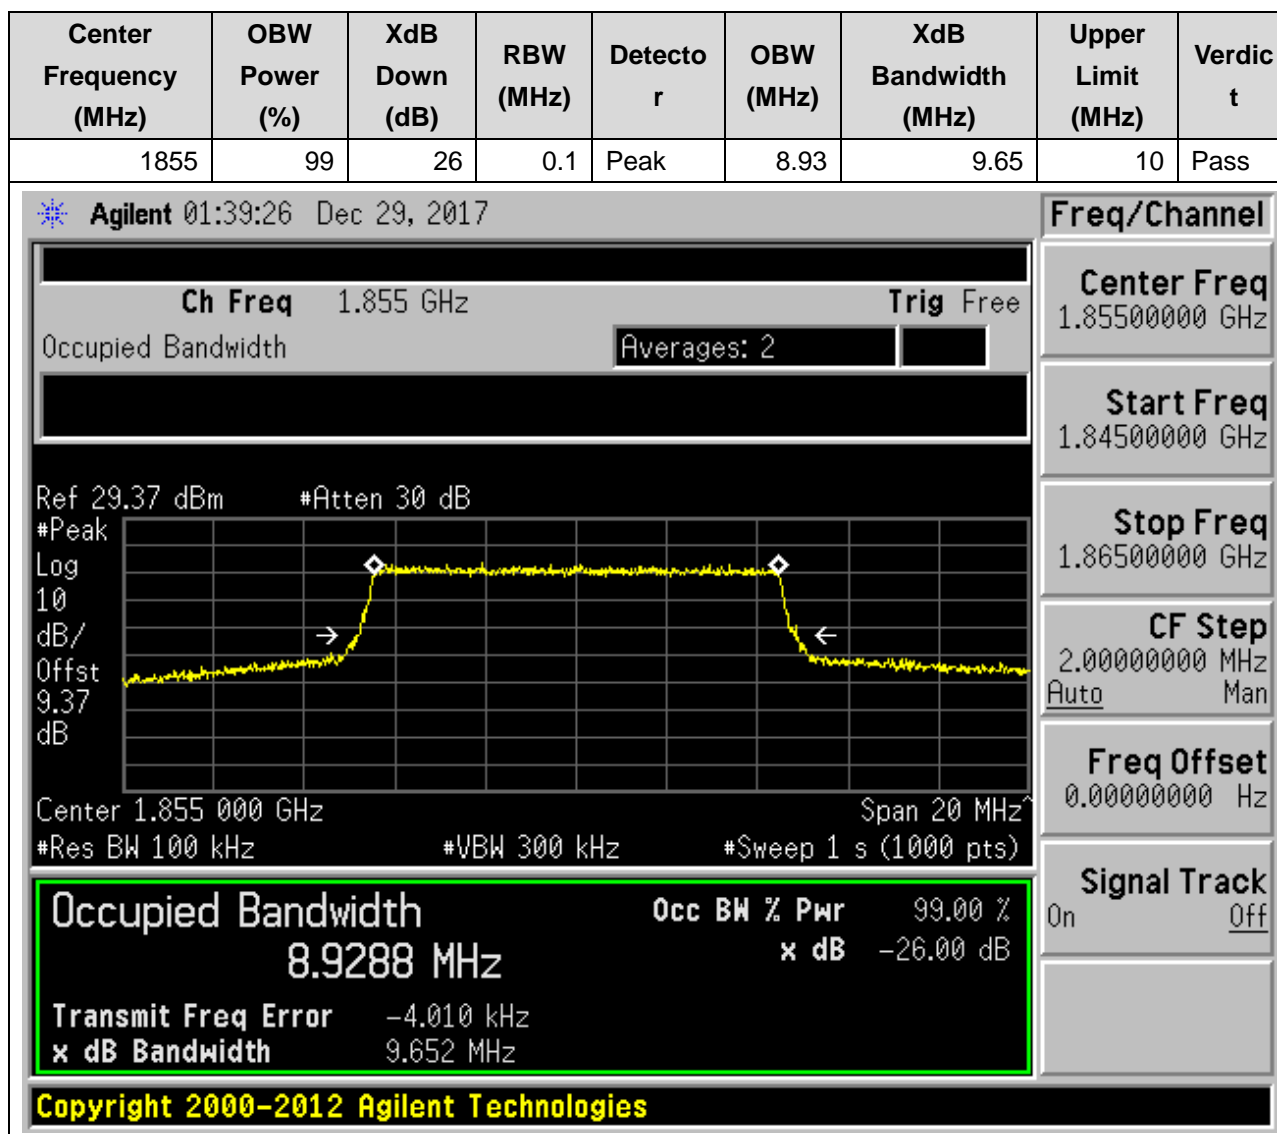 Center Frequency (MHz) OBW Power (%) XdB Down (dB) RBW (MHz) Detecto r OBW (MHz) XdB Bandwidth (MHz) Upper Limit (MHz) Verdic t
1855 99 26 0.1 Peak 8.93 9.65 10 Pass
Agilent 01:39:26 Dec 29, 2017
Freq/Channel
Ch Freq 1.855 GHz Trig Free
Occupied Bandwidth Averages: 2
Center Freq
1.85500000 GHz
Start Freq
1.84500000 GHz
Stop Freq
1.86500000 GHz
CF Step
2.00000000 MHz
Auto Man
Freq Offset
0.00000000 Hz
Signal Track
On Off
Ref 29.37 dBm #Atten 30 dB
#Peak
Log
10
dB/
Offst
9.37
dB
Center 1.855 000 GHz Span 20 MHz^
#Res BW 100 kHz #VBW 300 kHz #Sweep 1 s (1000 pts)
Occupied Bandwidth Occ BW % Pwr 99.00 %
8.9288 MHz x dB -26.00 dB
Transmit Freq Error -4.010 kHz
x dB Bandwidth 9.652 MHz
Copyright 2000-2012 Agilent Technologies